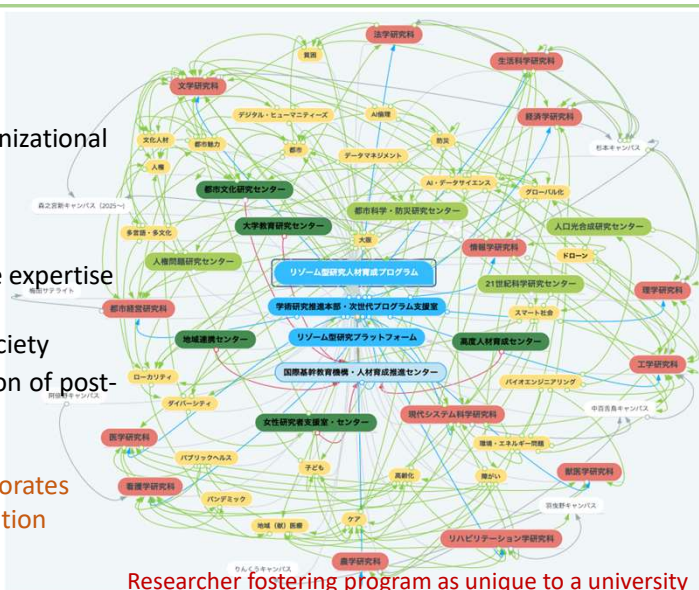 法学研究科
生活科学研究科
貧困
文学研究科
経済学研究科
デジタル・ヒューマニティーズ
AI倫理
nizational
文化人材
都市魅力
都市
防災
杉本キャンパス
データマネジメント
人権
都市文化研究センター
AI・データサイエンス
グローバル化
森之宮新キャンパス (2025〜)
大学教育研究センター
都市科学・防災研究センター
人口光合成研究センター
多言語・多文化
大阪
情報学研究科
人権問題研究センター
ドローン
e expertise
リゾーム型研究人材育成プログラム
21世紀科学研究センター
理学研究科
都市経営研究科
学術研究推進本部・次世代プログラム支援室
スマート社会
地域連携センター
リゾーム型研究プラットフォーム
高度人材育成センター
ciety
工学研究科
国際基幹教育機構・人材育成推進センター
ローカリティ
バイオエンジニアリング
on of post-
ダイバーシティ
中百舌鳥キャンパス
女性研究者支援室・センター
現代システム科学研究科
医学研究科
環境・エネルギー問題
パブリックヘルス
子ども
高齢化
障がい
獣医学研究科
orates
看護学研究科
パンデミック
羽曳野キャンパス
tion
地域(獣)医療
ケア
リハビリテーション学研究科
りんくうキャンパス
農学研究科
Researcher fostering program as unique to a university